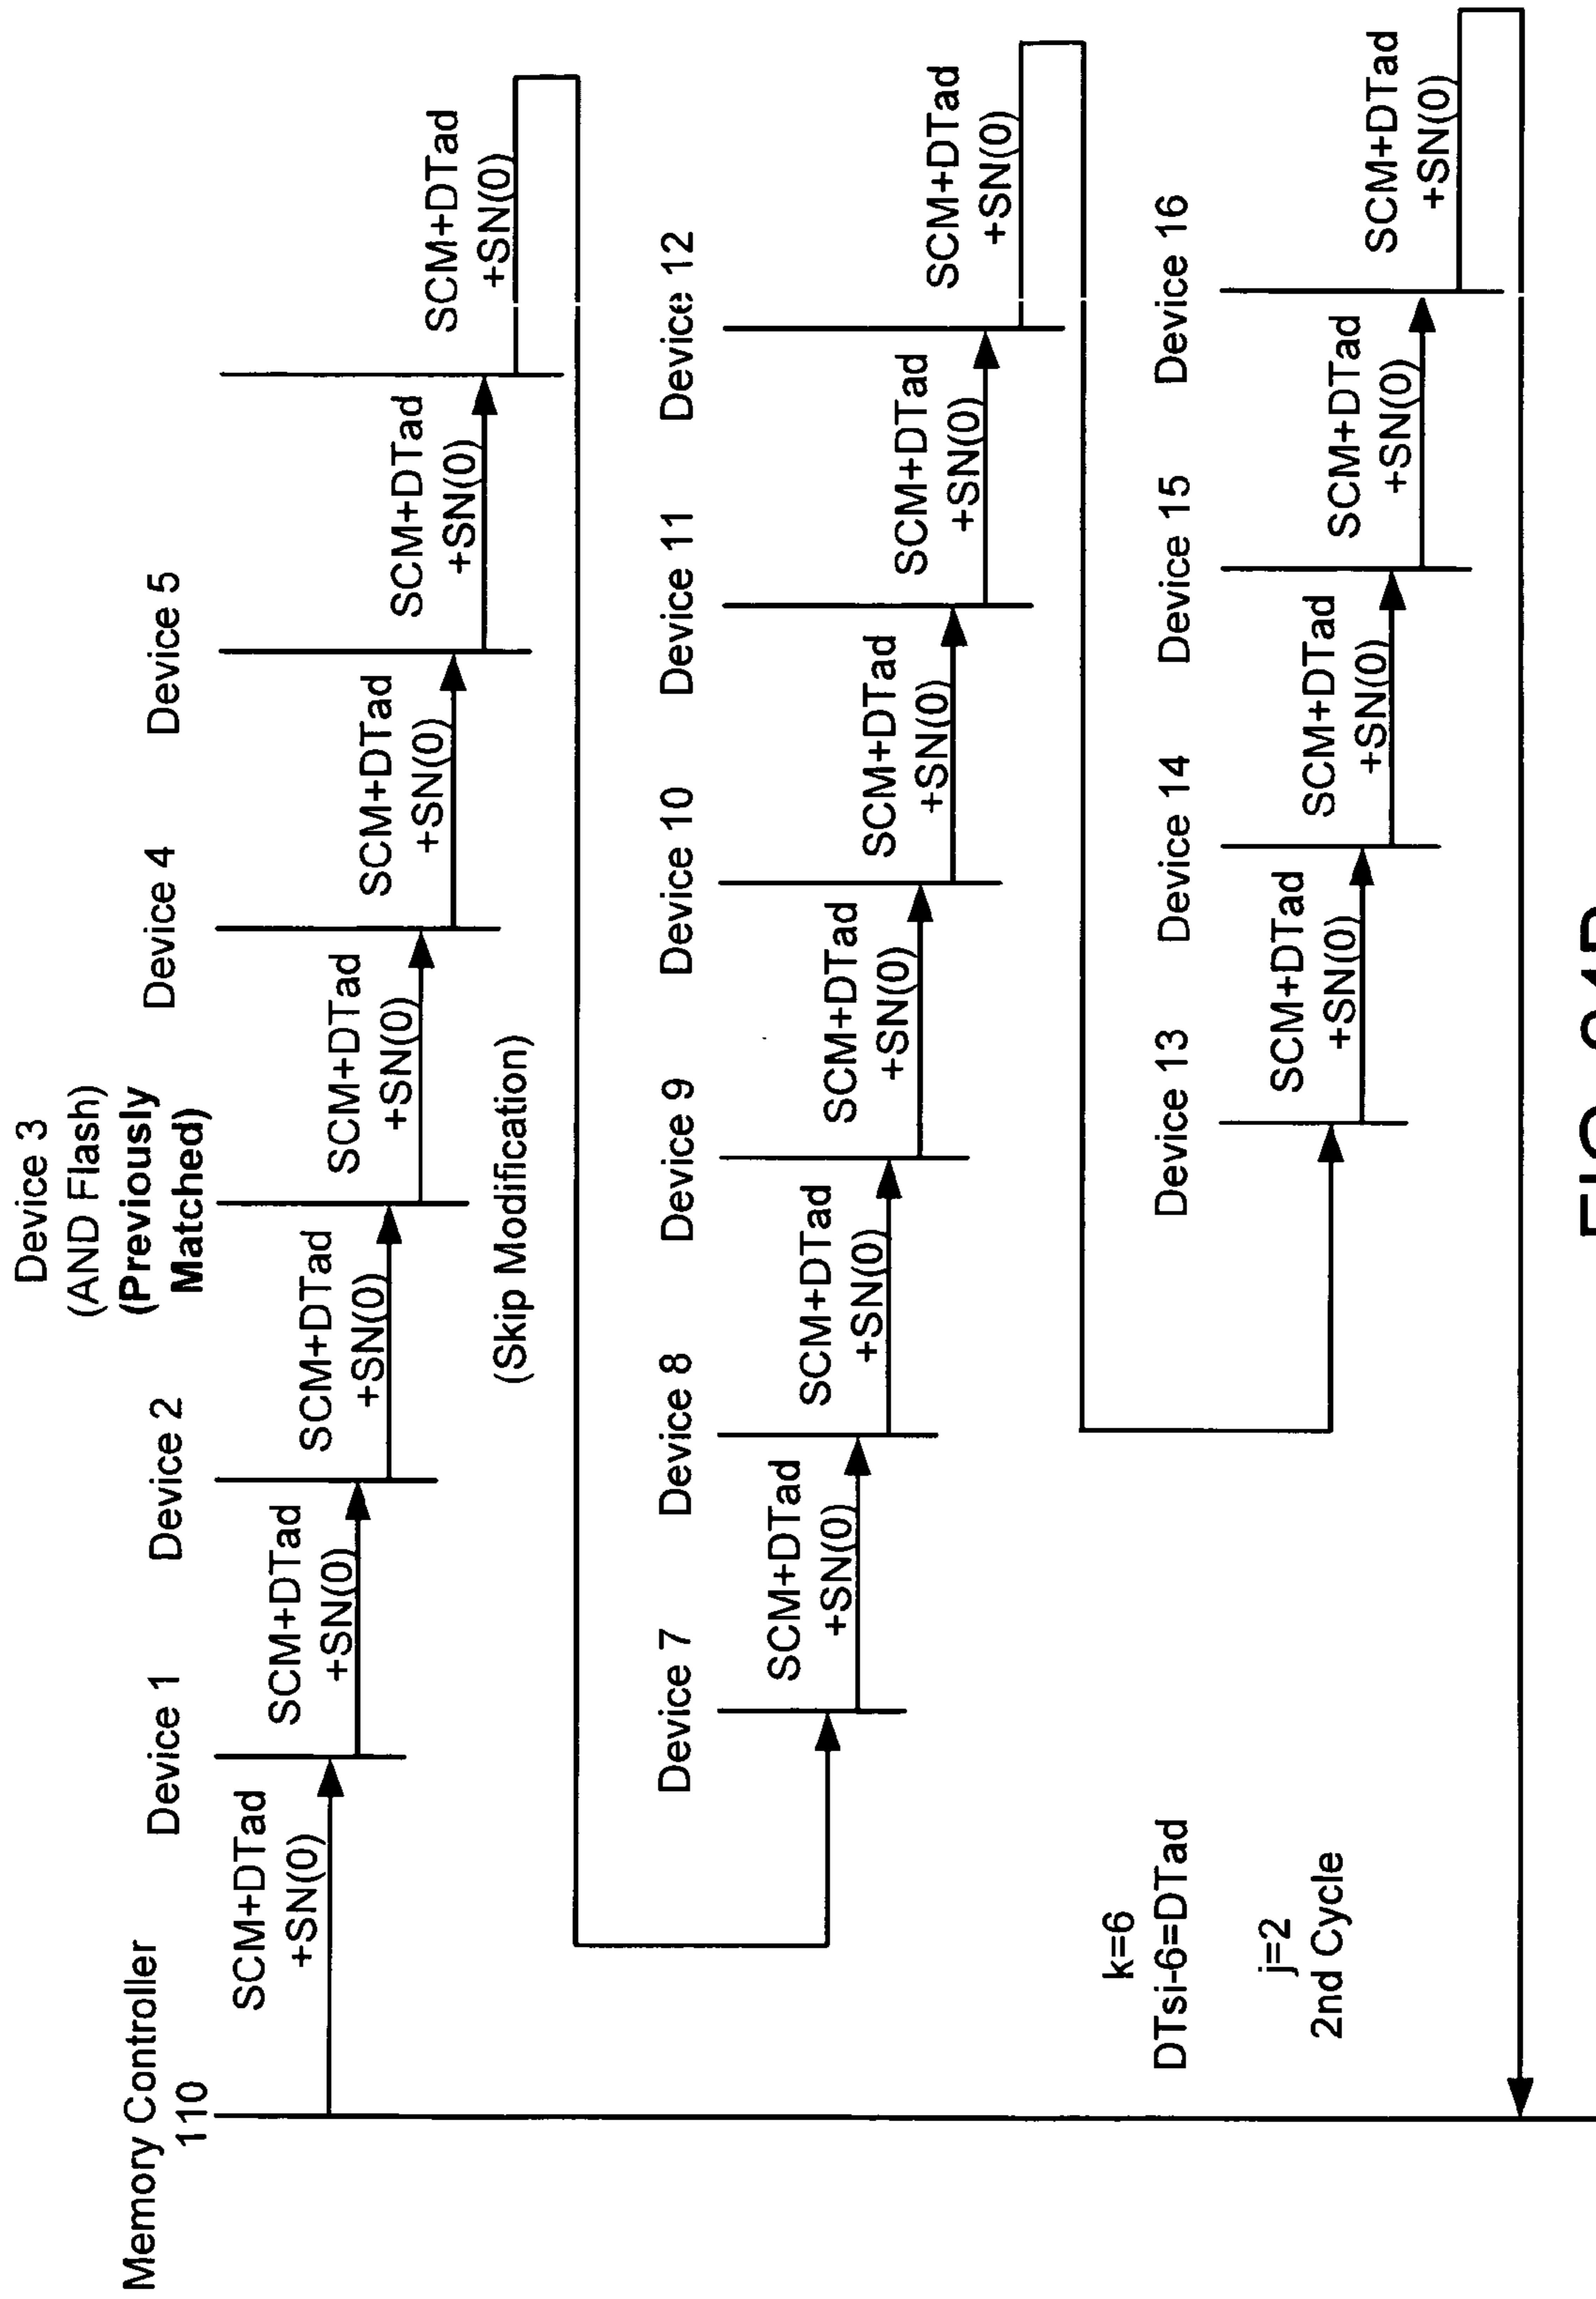 Memory Controller
110
Device 1
Device 2
Device 3
(AND Flash)
(Previously
Matched)
Device 4
Device 5
SCM+DTad
+SN(0)
SCM+DTad
+SN(0)
SCM+DTad
+SN(0)
SCM+DTad
+SN(0)
SCM+DTad
+SN(0)
SCM+DTad
+SN(0)
SCM+DTad
+SN(0)
(Skip Modification)
Device 7
Device 8
Device 9
Device 10
Device 11
Device 12
SCM+DTad
+SN(0)
SCM+DTad
+SN(0)
SCM+DTad
+SN(0)
SCM+DTad
+SN(0)
SCM+DTad
+SN(0)
SCM+DTad
+SN(0)
k=6
DTsi-6=DTad
j=2
2nd Cycle
Device 13
Device 14
Device 15
Device 16
SCM+DTad
+SN(0)
SCM+DTad
+SN(0)
SCM+DTad
+SN(0)
SCM+DTad
+SN(0)